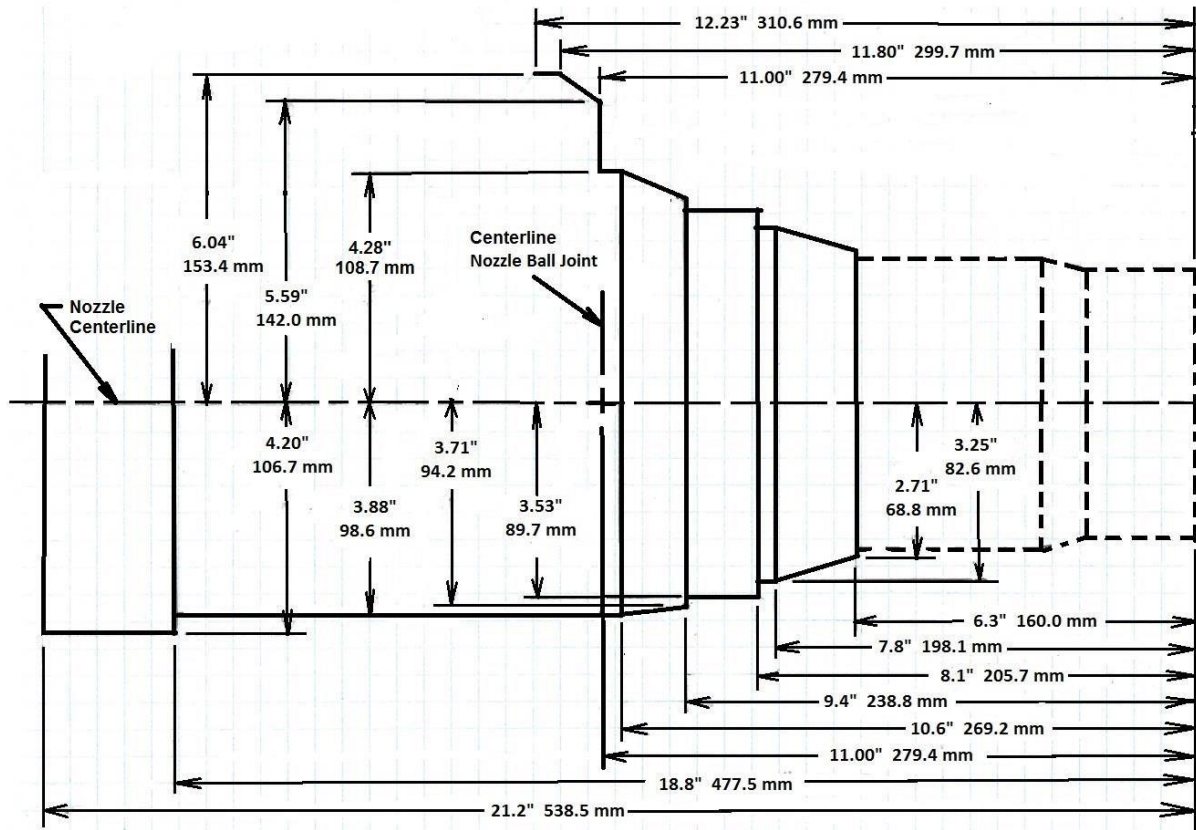 12.23" 310.6 mm
11.80" 299.7 mm
11.00" 279.4 mm
6.04"
153.4 mm
5.59"
142.0 mm
4.28"
108.7 mm
Centerline
Nozzle Ball Joint
Nozzle
Centerline
4.20"
106.7 mm
3.88"
98.6 mm
3.71"
94.2 mm
3.53"
89.7 mm
3.25"
82.6 mm
2.71"
68.8 mm
6.3" 160.0 mm
7.8" 198.1 mm
8.1" 205.7 mm
9.4" 238.8 mm
10.6" 269.2 mm
11.00" 279.4 mm
18.8" 477.5 mm
21.2" 538.5 mm